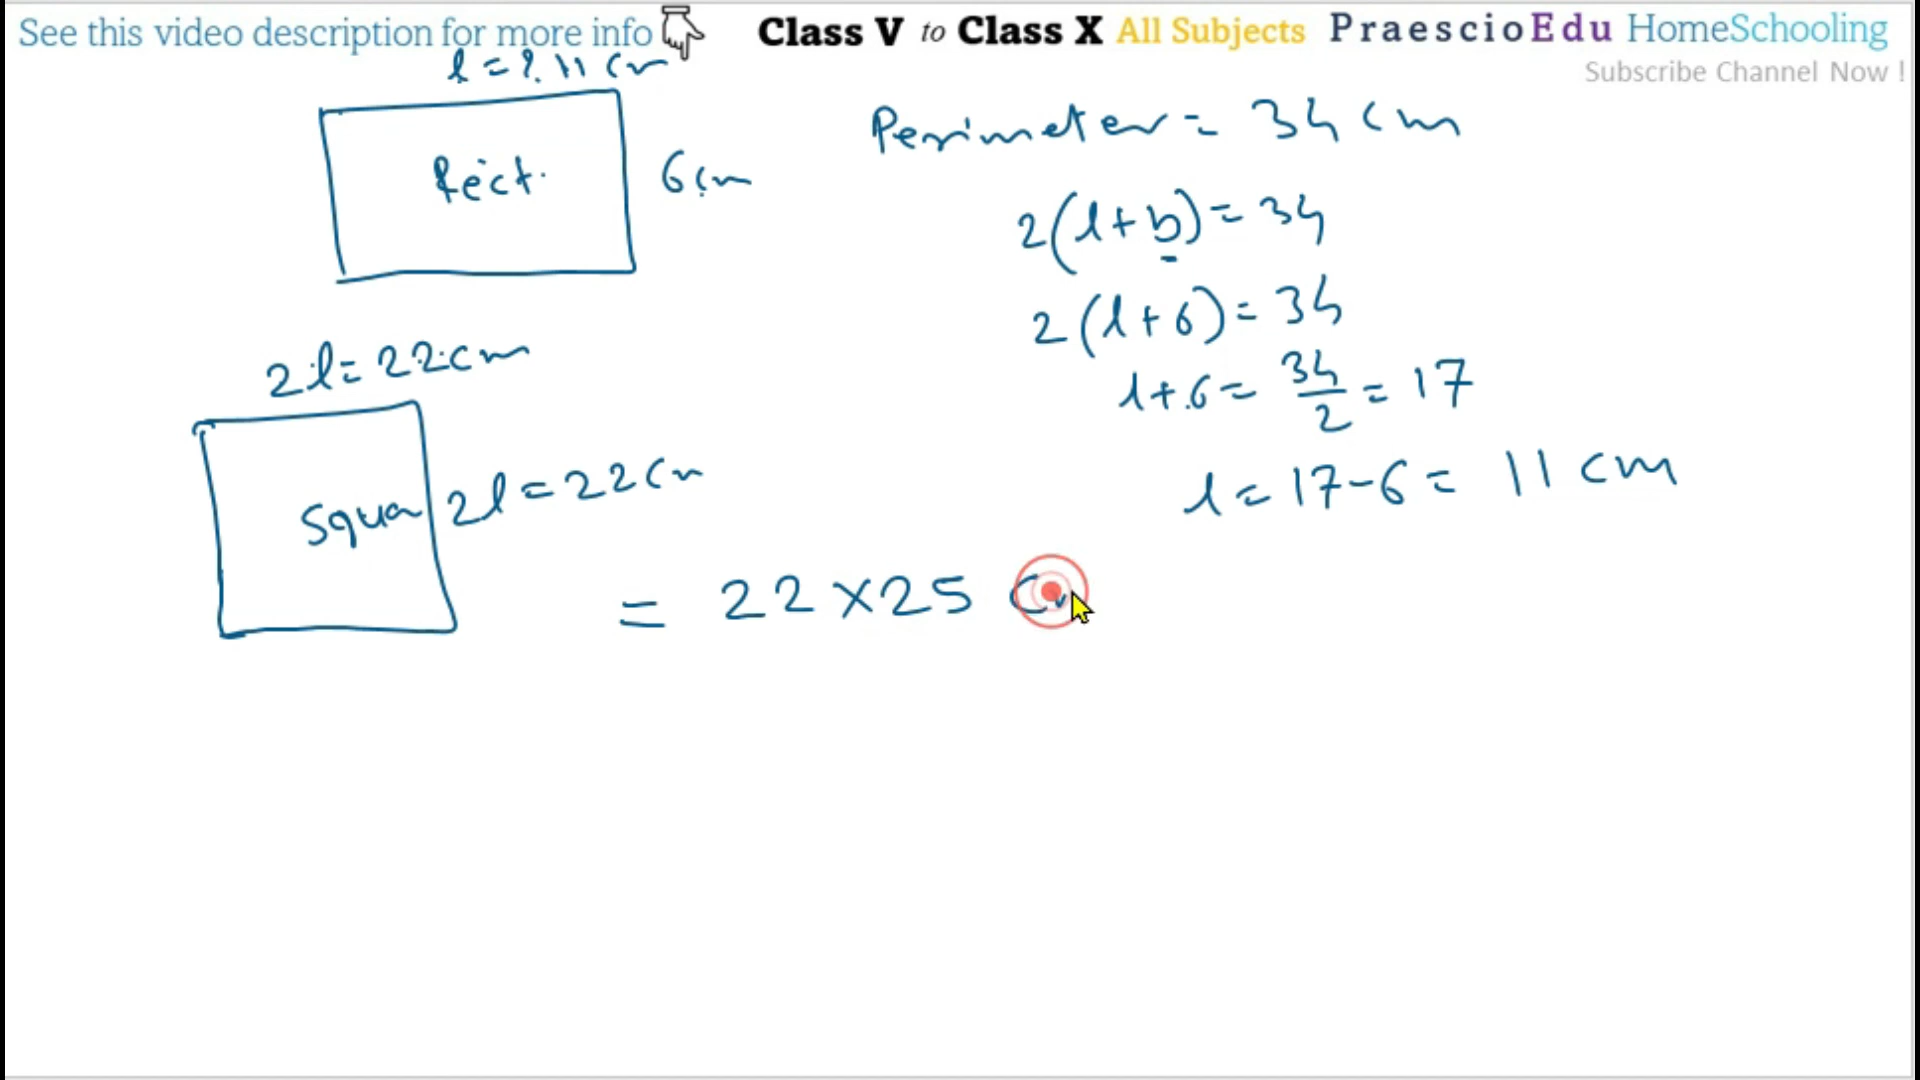 See this video description for more info Class V to Class X All Subjects PraescioEdu HomeSchooling
Subscribe Channel Now !
l = ? 11 cm
Rect.
6cm
Perimeter = 34 cm
2(l+b) = 34
2(l+6) = 34
l+6 = 34/2 = 17
l = 17-6 = 11 cm
2l = 22 cm
Squa
2l = 22 cm
= 22 × 25